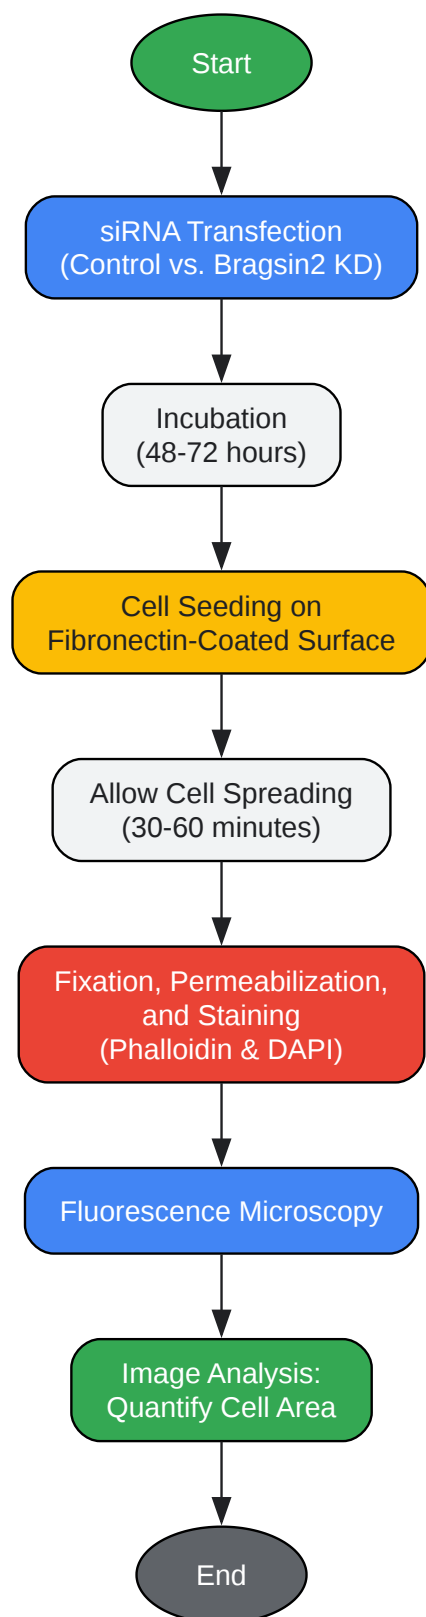 Start
siRNA Transfection
(Control vs. Bragsin2 KD)
Incubation
(48-72 hours)
Cell Seeding on
Fibronectin-Coated Surface
Allow Cell Spreading
(30-60 minutes)
Fixation, Permeabilization,
and Staining
(Phalloidin & DAPI)
Fluorescence Microscopy
Image Analysis:
Quantify Cell Area
End